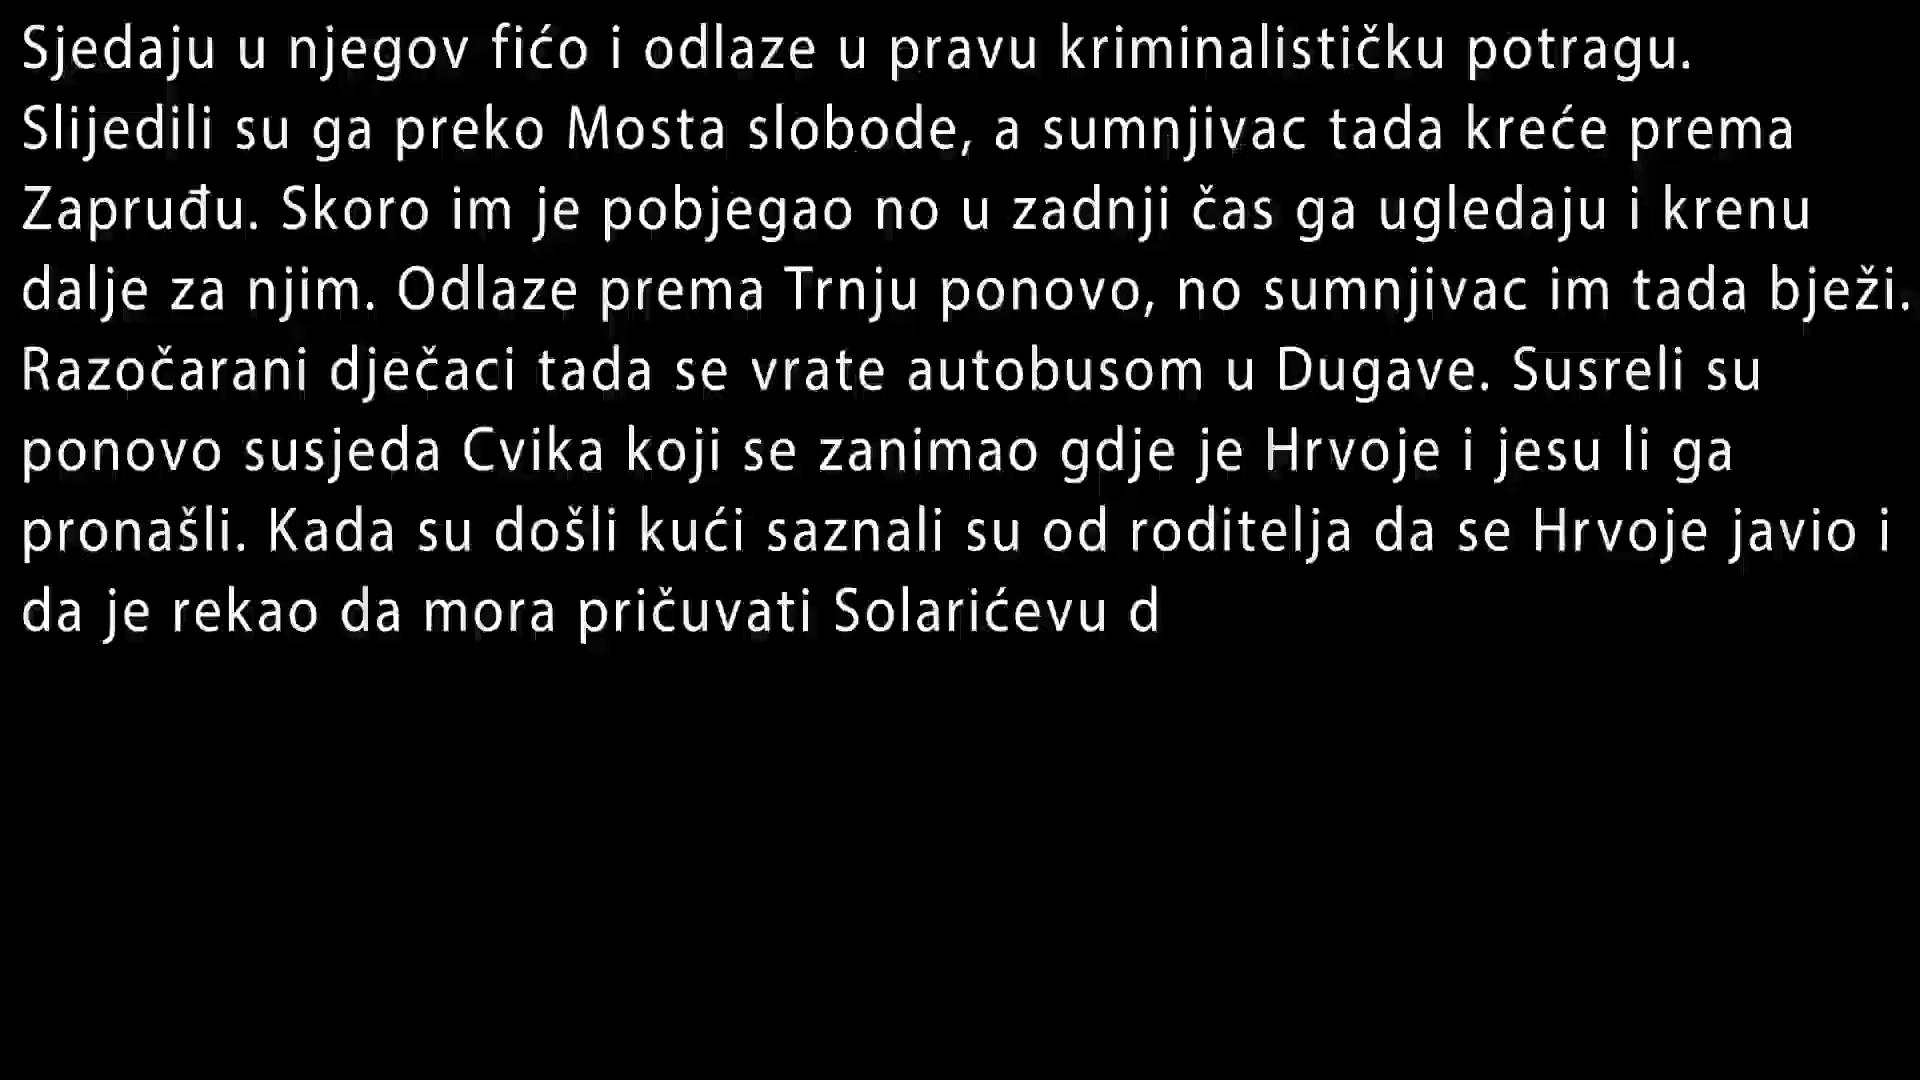 Sjedaju u njegov fićo i odlaze u pravu kriminalističku potragu.
Slijedili su ga preko Mosta slobode, a sumnjivac tada kreće prema
Zapruđu. Skoro im je pobjegao no u zadnji čas ga ugledaju i krenu
dalje za njim. Odlaze prema Trnju ponovo, no sumnjivac im tada bježi.
Razočarani dječaci tada se vrate autobusom u Dugave. Susreli su
ponovo susjeda Cvika koji se zanimao gdje je Hrvoje i jesu li ga
pronašli. Kada su došli kući saznali su od roditelja da se Hrvoje javio i
da je rekao da mora pričuvati Solarićevu d